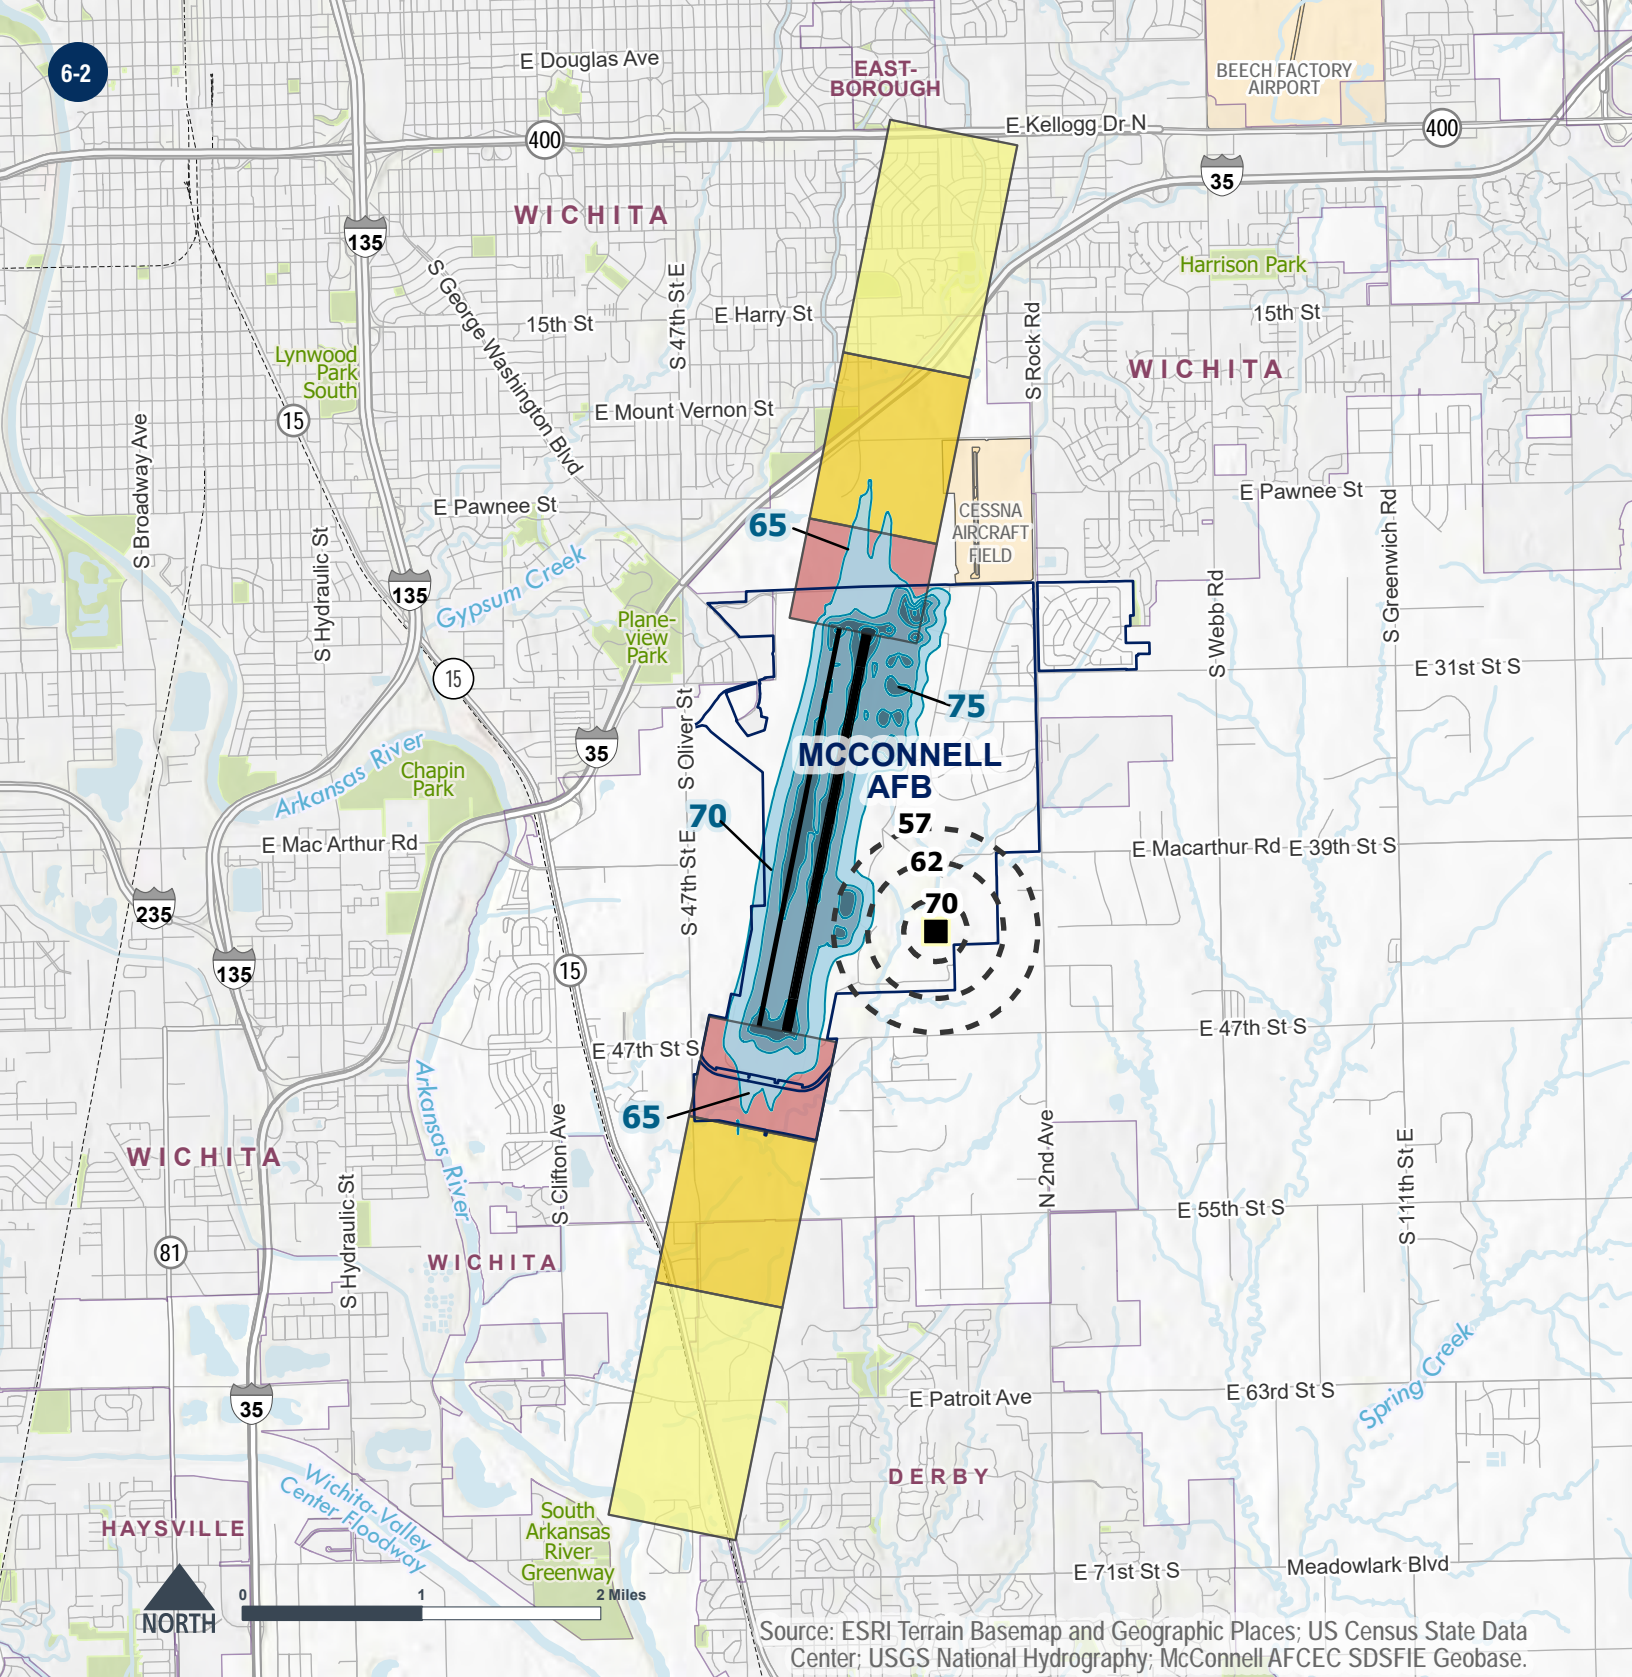 6-2
E Douglas Ave
EAST-
BOROUGH
BEECH FACTORY
AIRPORT
E Kellogg Dr N
400
400
35
WICHITA
135
Harrison Park
S George Washington Blvd
S 47th St E
E Harry St
15th St
15th St
S Rock Rd
Lynwood
Park
South
WICHITA
15
E Mount Vernon St
S Broadway Ave
E Pawnee St
E Pawnee St
S Greenwich Rd
65
CESSNA
AIRCRAFT
FIELD
S Hydraulic St
Gypsum Creek
135
Plane-
view
Park
S Webb Rd
E 31st St S
15
75
S Oliver St
35
MCCONNELL
AFB
Arkansas River
Chapin
Park
70
57
E Mac Arthur Rd
E Macarthur Rd
E 39th St S
62
S 47th St E
70
235
135
15
E 47th St S
E 47th St S
65
Arkansas River
S Clifton Ave
N 2nd Ave
S 111th St E
WICHITA
S Hydraulic St
E 55th St S
81
WICHITA
Spring Creek
E 63rd St S
E Patroit Ave
35
DERBY
Wichita-Valley
Center Floodway
South
Arkansas
River
Greenway
HAYSVILLE
E 71st St S
Meadowlark Blvd
NORTH
0 1 2 Miles
Source: ESRI Terrain Basemap and Geographic Places; US Census State Data
Center; USGS National Hydrography; McConnell AFCEC SDSFIE Geobase.